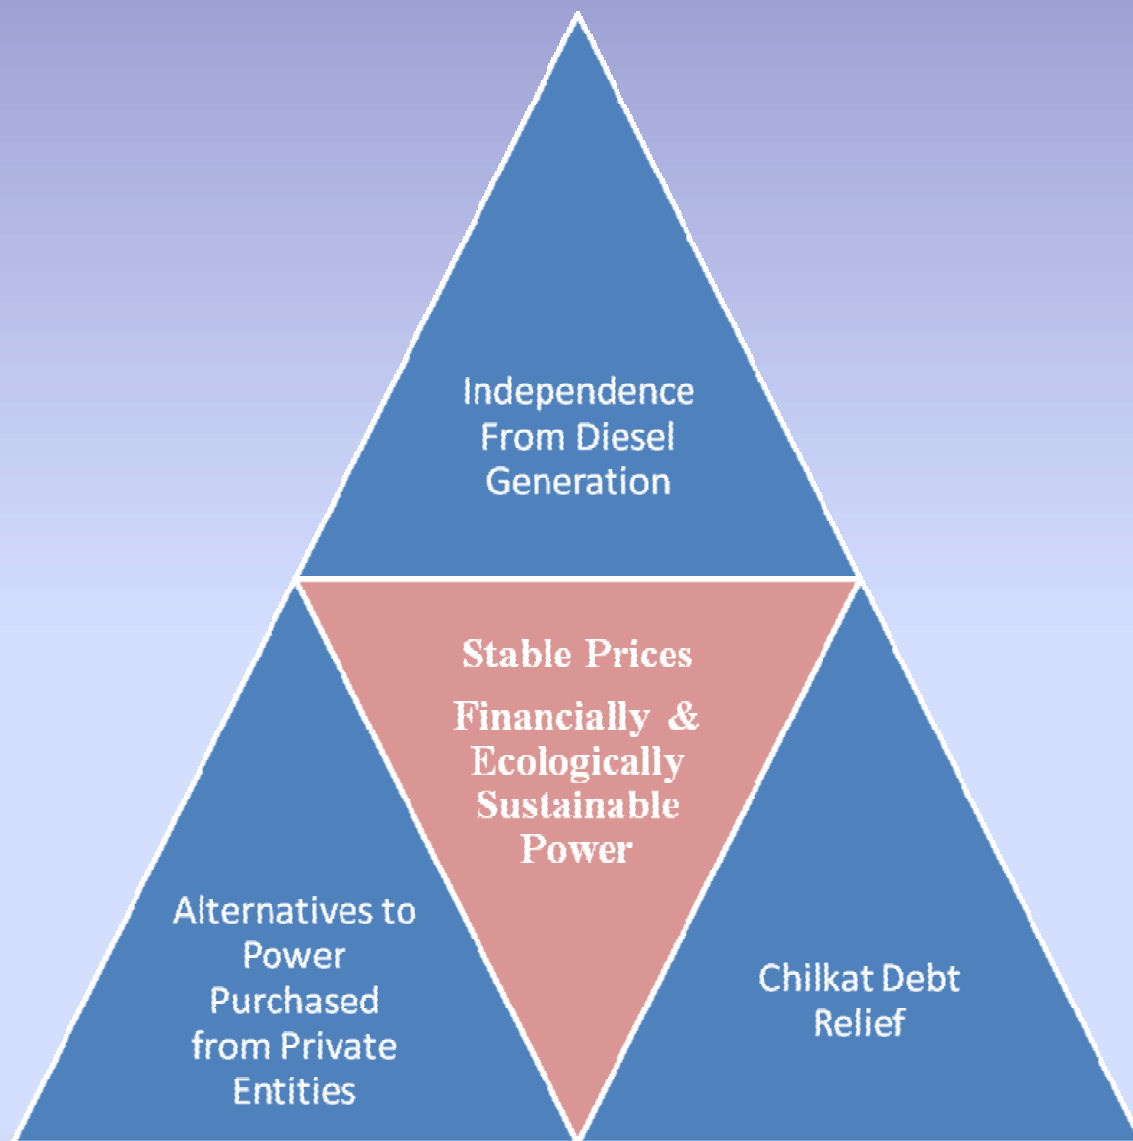 Independence
From Diesel
Generation
Stable Prices
Financially &
Ecologically
Sustainable
Power
Alternatives to
Power
Purchased
from Private
Entities
Chilkat Debt
Relief